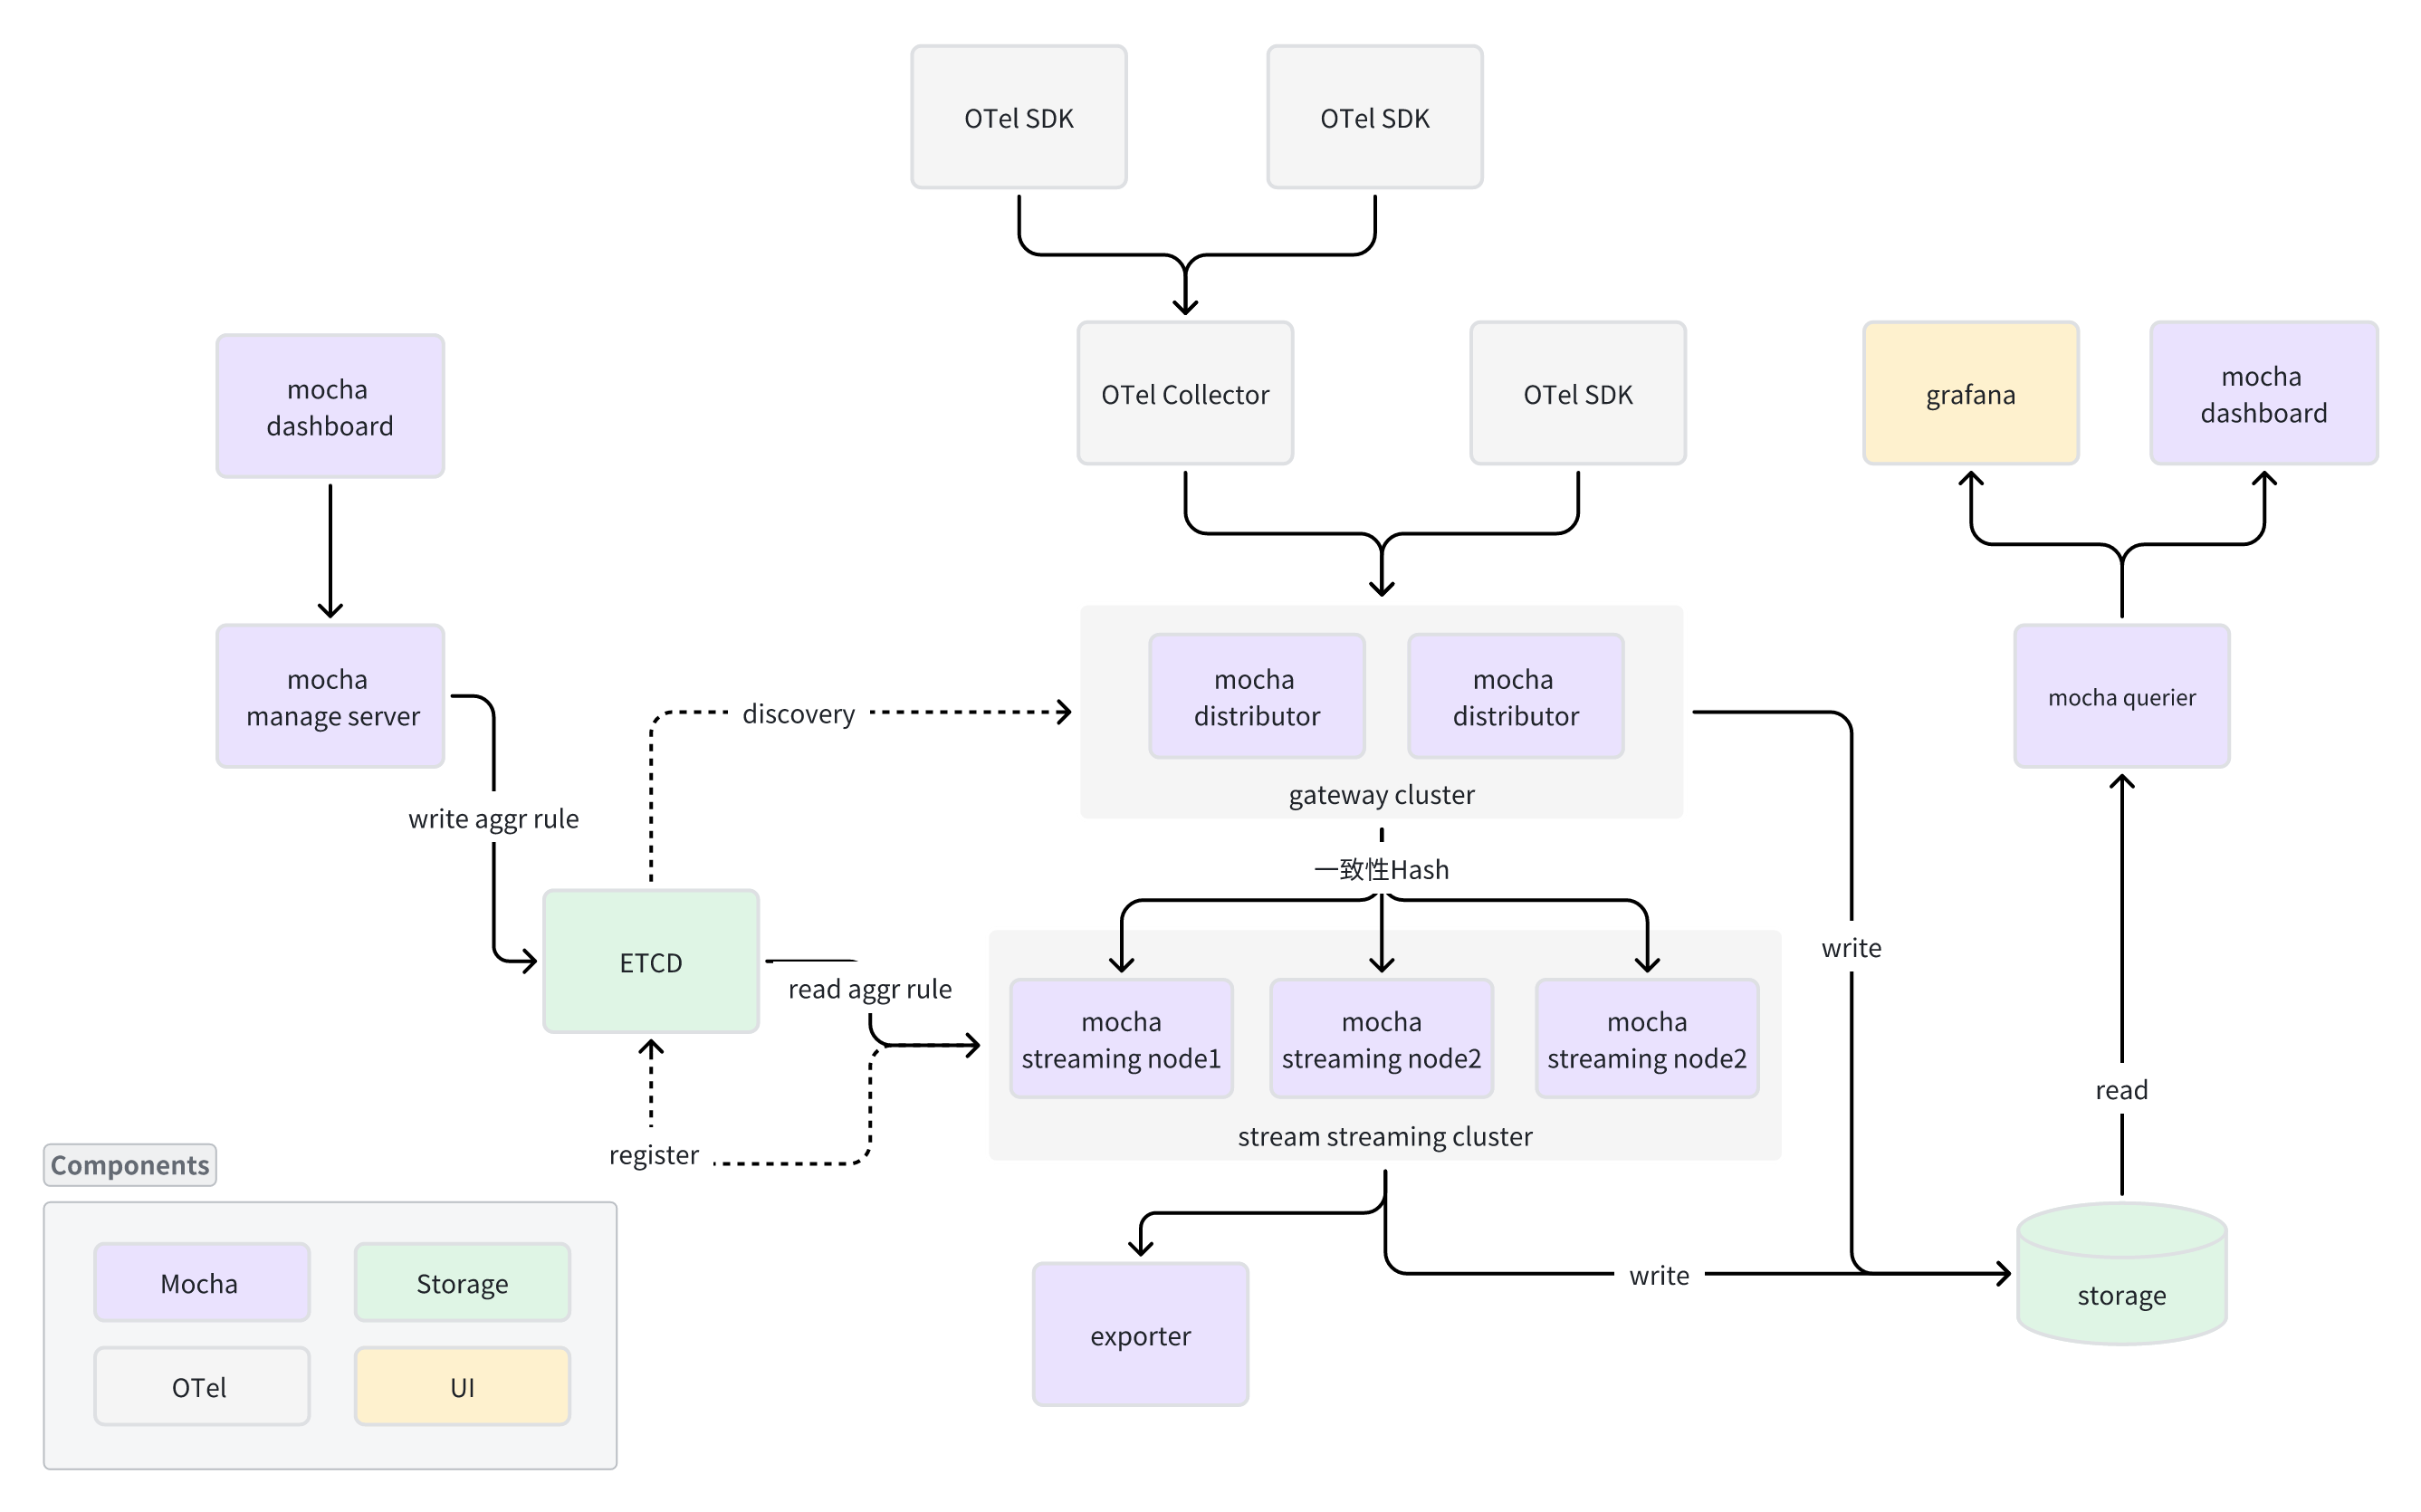 OTel SDK
OTel SDK
mocha
dashboard
OTel Collector
OTel SDK
grafana
mocha
dashboard
mocha
manage server
discovery
mocha
distributor
mocha
distributor
gateway cluster
mocha querier
write aggr rule
一致性Hash
ETCD
read aggr rule
write
mocha
streaming node1
mocha
streaming node2
mocha
streaming node2
stream streaming cluster
read
register
Components
Mocha
Storage
OTel
UI
exporter
write
storage